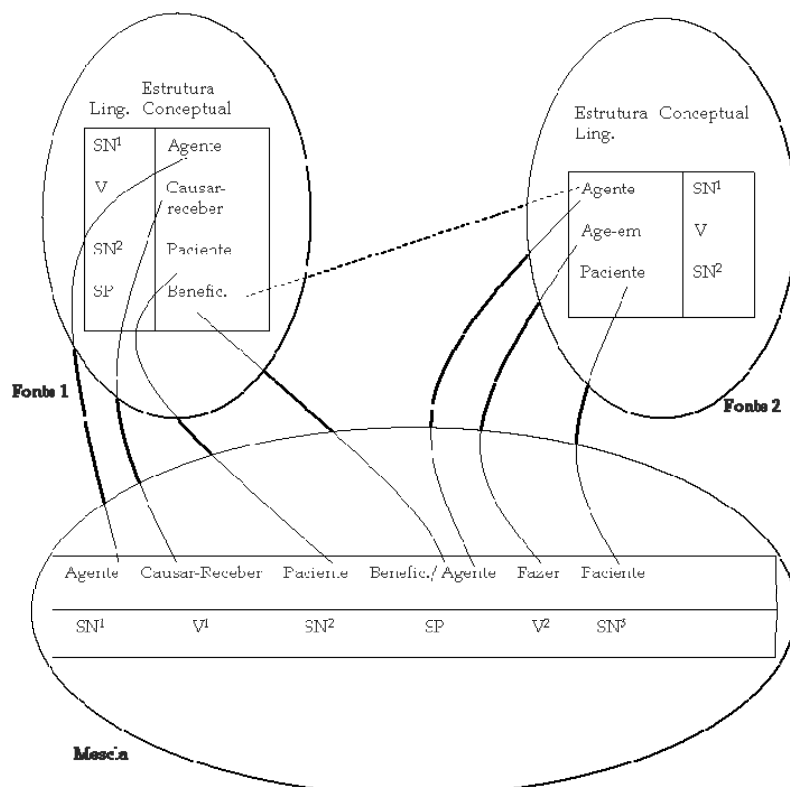 Estrutura
Ling. Conceptual
SN¹ Agente
V Causar-
receber
SN² Paciente
SP Benefic.
Fonte 1
Estrutura Conceptual
Ling.
Agente SN¹
Age-em V
Paciente SN²
Fonte 2
Agente Causar-Receber Paciente Benefic./ Agente Fazer Paciente
SN¹ V¹ SN² SP V² SN³
Mescla